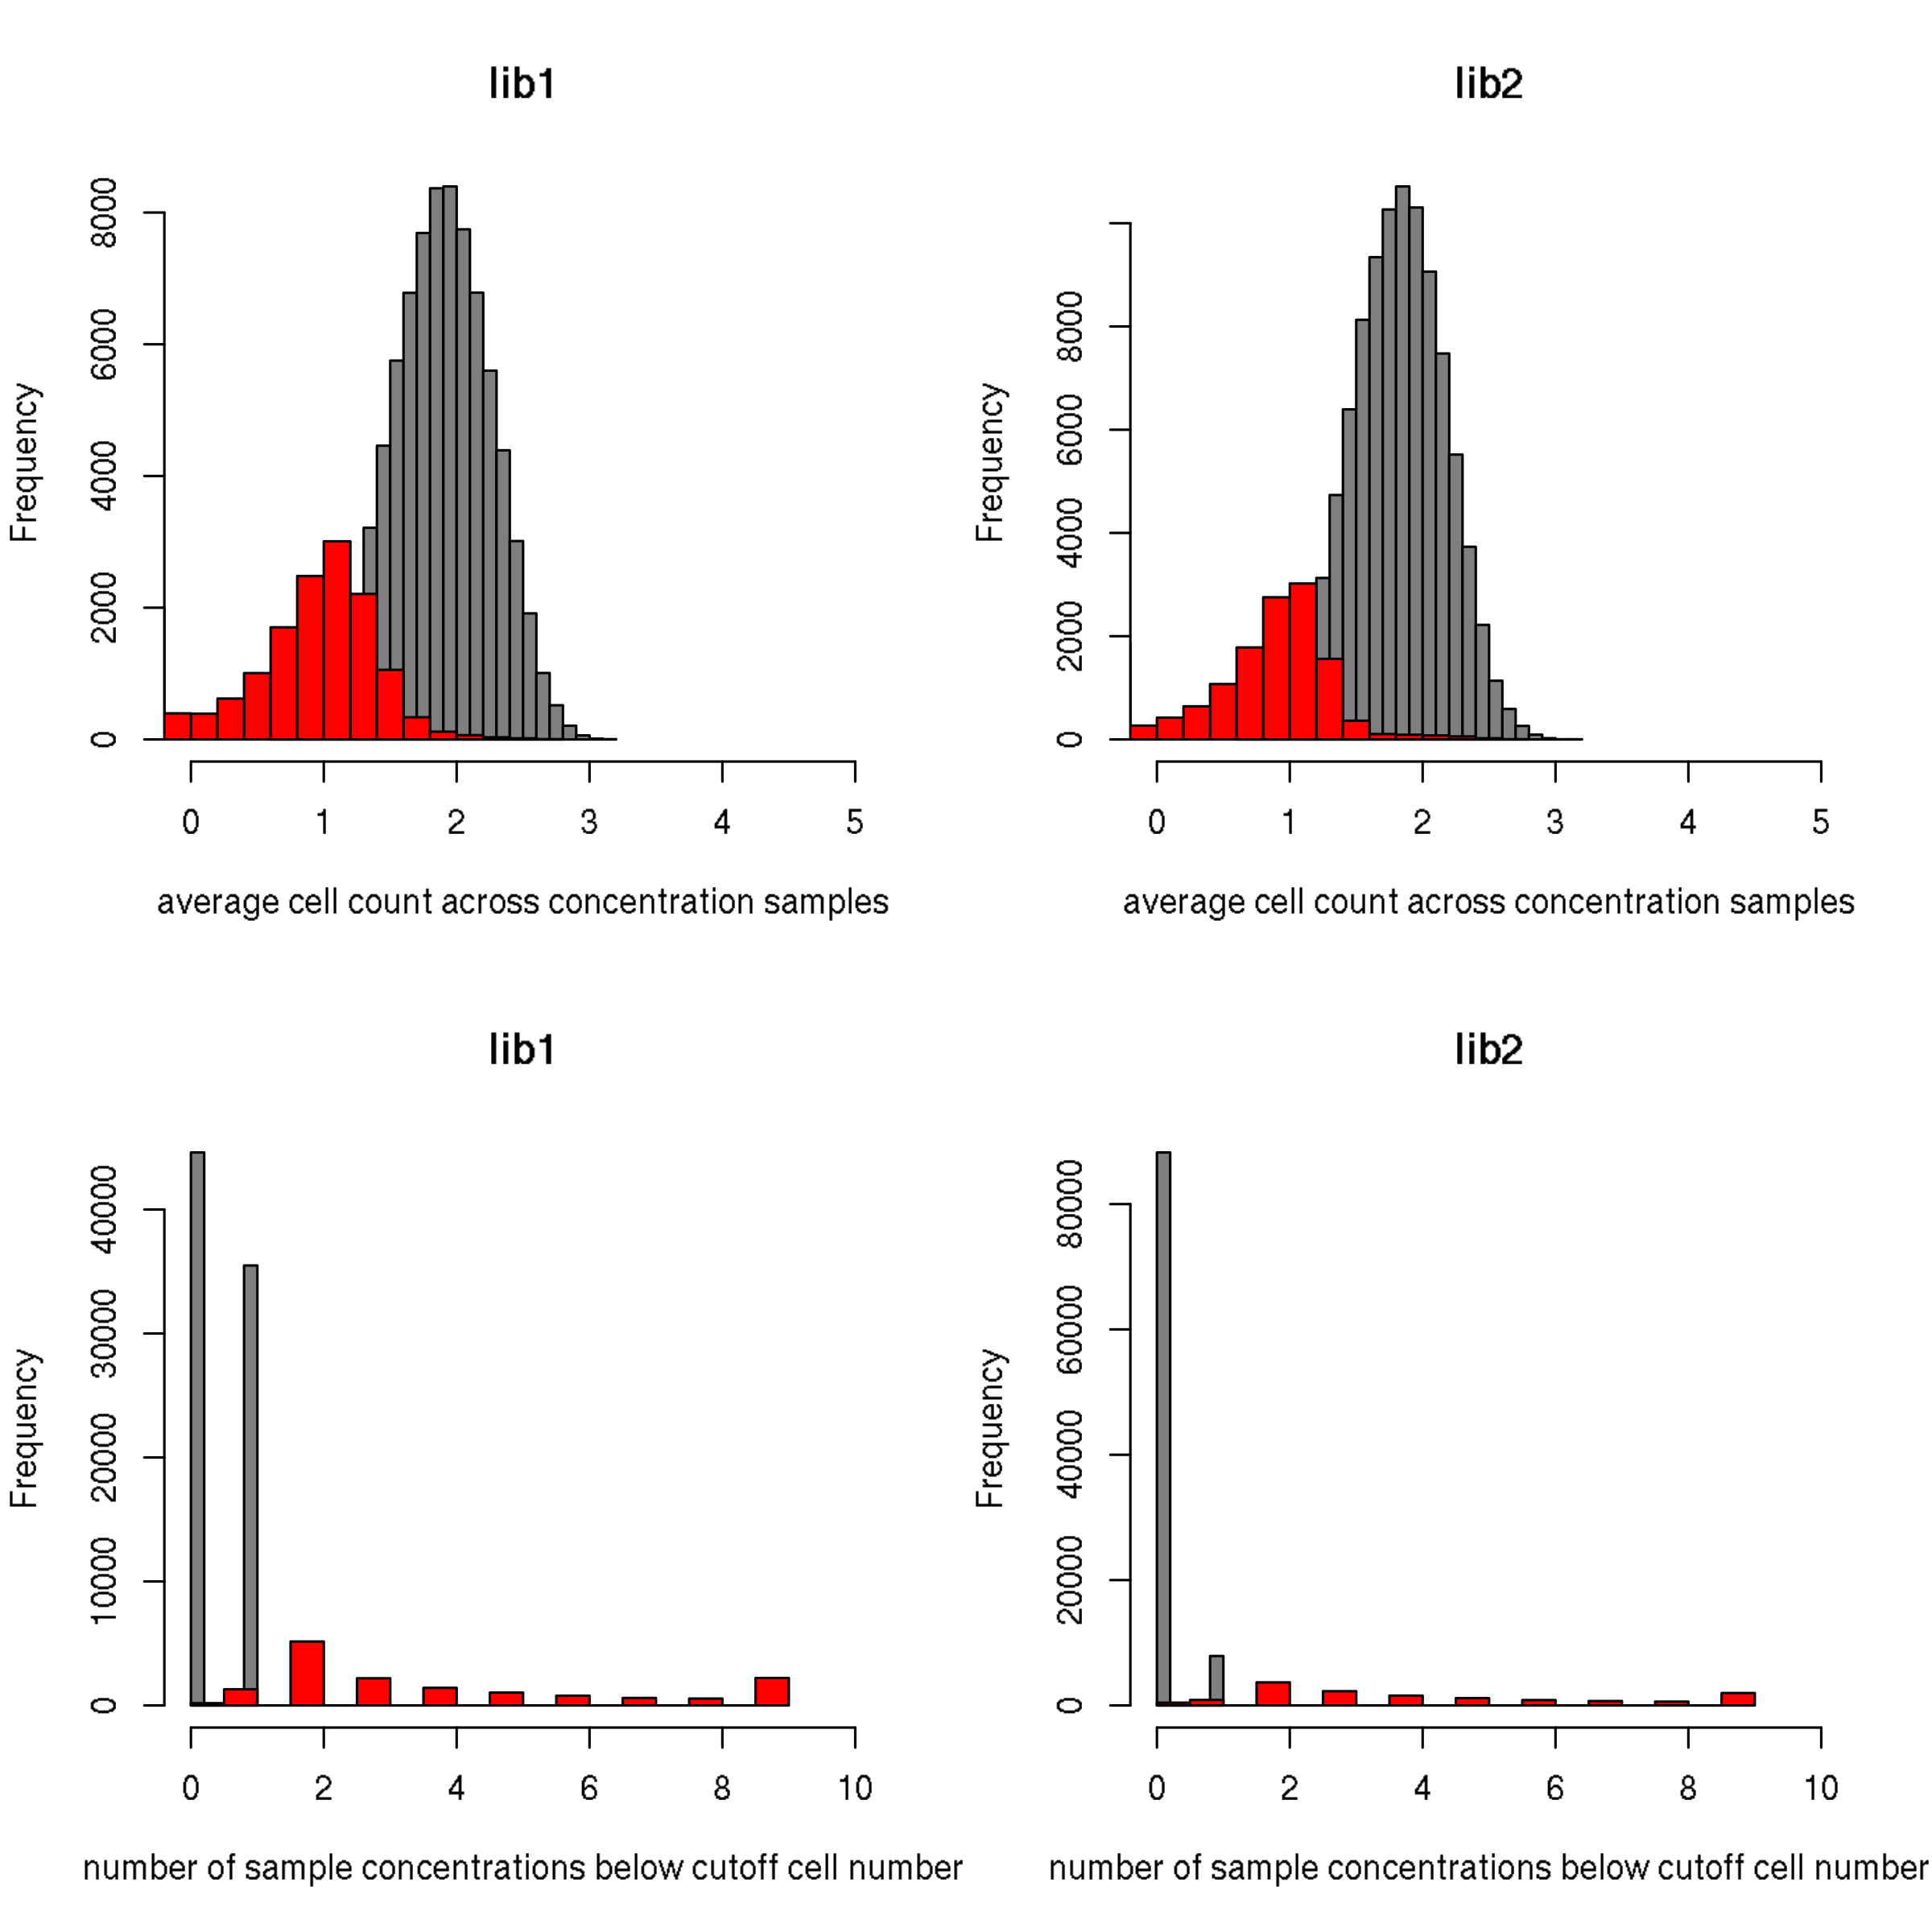 lib1
Frequency
0 2000 4000 6000 8000
0 1 2 3 4 5
average cell count across concentration samples
lib2
Frequency
0 2000 4000 6000 8000
0 1 2 3 4 5
average cell count across concentration samples
lib1
Frequency
0 10000 20000 30000 40000
0 2 4 6 8 10
number of sample concentrations below cutoff cell number
lib2
Frequency
0 20000 40000 60000 80000
0 2 4 6 8 10
number of sample concentrations below cutoff cell number